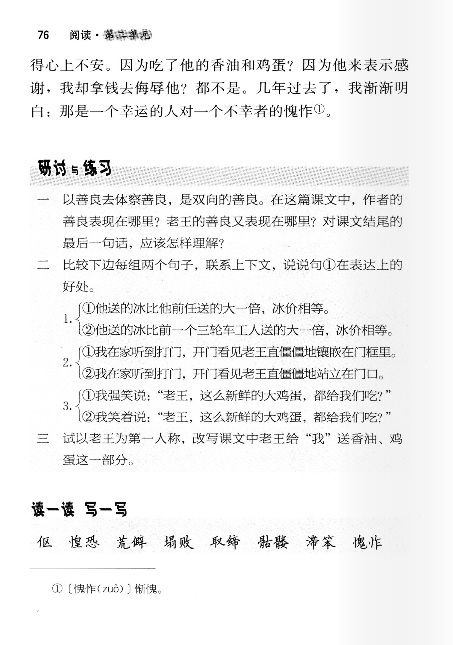 76 阅读·第二单元
得心上不安。因为吃了他的香油和鸡蛋？因为他来表示感
谢，我却拿钱去侮辱他？都不是。几年过去了，我渐渐明
白：那是一个幸运的人对一个不幸者的愧怍①。
研讨与练习
一 以善良去体察善良，是双向的善良。在这篇课文中，作者的
善良表现在哪里？老王的善良又表现在哪里？对课文结尾的
最后一句话，应该怎样理解？
二 比较下边每组两个句子，联系上下文，说说句①在表达上的
好处。
1. ①他送的冰比他前任送的大一倍，冰价相等。
②他送的冰比前一个三轮车工人送的大一倍，冰价相等。
2. ①我在家听到打门，开门看见老王直僵僵地镶嵌在门框里。
②我在家听到打门，开门看见老王直僵僵地站立在门口。
3. ①我强笑说：“老王，这么新鲜的大鸡蛋，都给我们吃？”
②我笑着说：“老王，这么新鲜的大鸡蛋，都给我们吃？”
三 试以老王为第一人称，改写课文中老王给“我”送香油、鸡
蛋这一部分。
读一读 写一写
伛 惶恐 荒僻 塌败 取缔 骷髅 滞笨 愧怍
① ［愧怍(zuò)］惭愧。